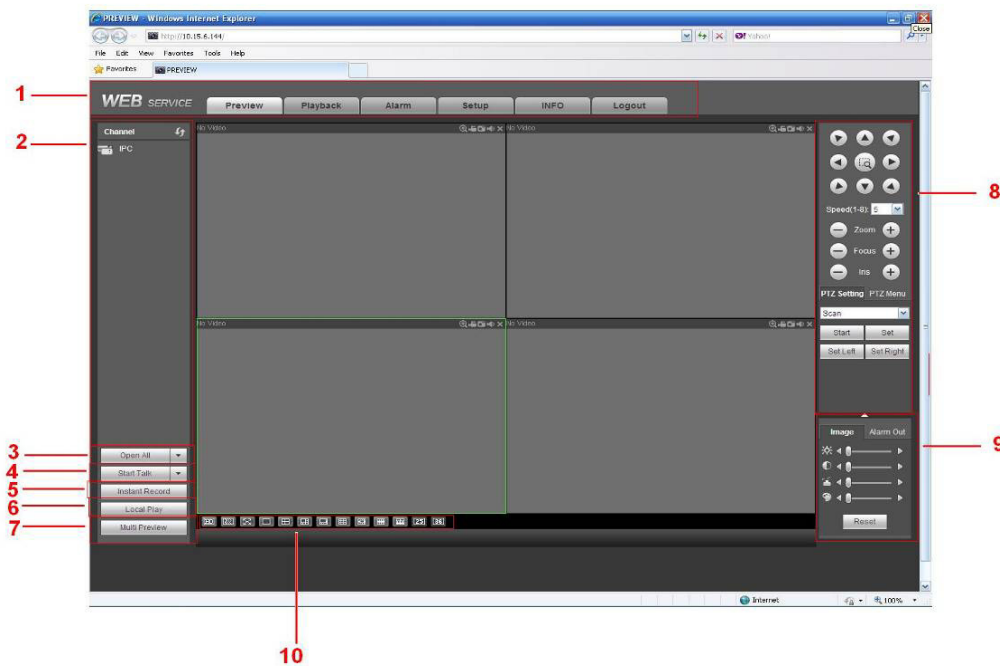 PREVIEW - Windows Internet Explorer
Close
http://10.15.6.144/
Yahoo!
File Edit View Favorites Tools Help
Favorites PREVIEW
1
WEB SERVICE Preview Playback Alarm Setup INFO Logout
2
Channel
IPC
No Video
No Video
8
Speed(1-8): 5
Zoom
Focus
Iris
PTZ Setting PTZ Menu
Scan
Start Set
Set Left Set Right
No Video
No Video
9
Image Alarm Out
Reset
3
Open All
4
Start Talk
5
Instant Record
6
Local Play
7
Multi Preview
25 36
10
Internet
100%